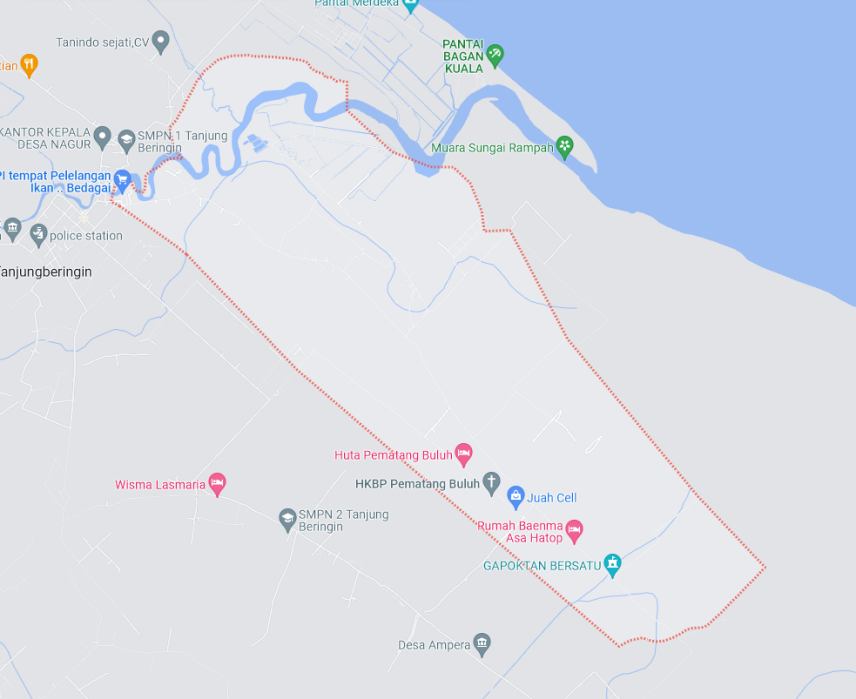 Pantai Merdeka
Tanindo sejati,CV
PANTAI
BAGAN
KUALA
KANTOR KEPALA
DESA NAGUR
SMPN 1 Tanjung
Beringin
Muara Sungai Rampah
PI tempat Pelelangan
Ikan .. Bedagai
police station
Tanjungberingin
Huta Pematang Buluh
Wisma Lasmaria
HKBP Pematang Buluh
Juah Cell
SMPN 2 Tanjung
Beringin
Rumah Baenma
Asa Hatop
GAPOKTAN BERSATU
Desa Ampera